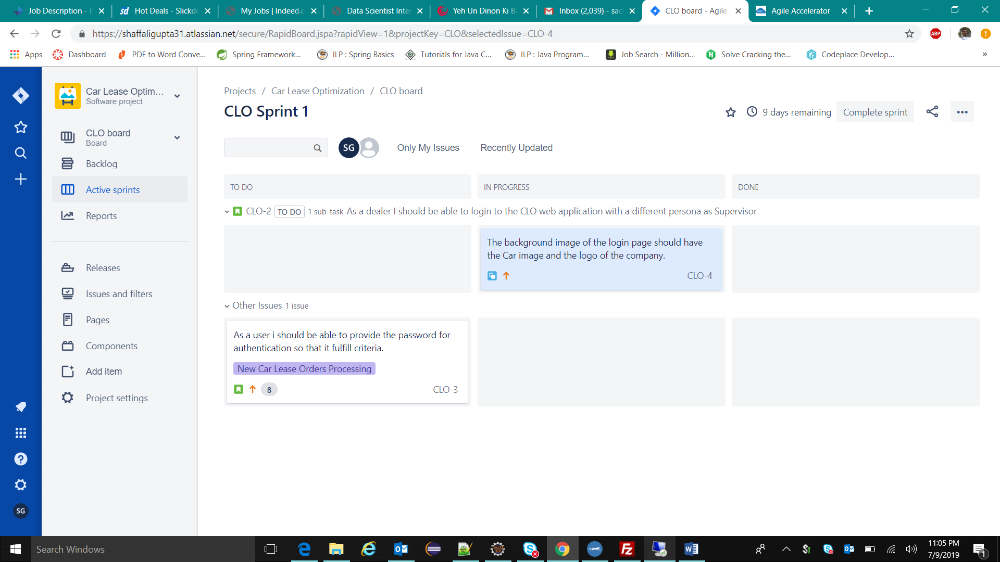 Job Description - F
Hot Deals - Slickde
My Jobs | Indeed.c
Data Scientist Inter
Yeh Un Dinon Ki Ba
Inbox (2,039) - sac
CLO board - Agile
Agile Accelerator
https://shaffaligupta31.atlassian.net/secure/RapidBoard.jspa?rapidView=1&projectKey=CLO&selectedIssue=CLO-4
ABP
Apps
Dashboard
PDF to Word Conve...
Spring Framework...
ILP : Spring Basics
Tutorials for Java C...
ILP : Java Program...
Job Search - Million...
Solve Cracking the...
Codeplace Develop...
Car Lease Optim...
Software project
CLO board
Board
Backlog
Active sprints
Reports
Releases
Issues and filters
Pages
Components
Add item
Project settings
SG
Projects / Car Lease Optimization / CLO board
CLO Sprint 1
9 days remaining
Complete sprint
SG
Only My Issues
Recently Updated
TO DO
IN PROGRESS
DONE
CLO-2 TO DO 1 sub-task As a dealer I should be able to login to the CLO web application with a different persona as Supervisor
The background image of the login page should have
the Car image and the logo of the company.
CLO-4
Other Issues 1 issue
As a user i should be able to provide the password for
authentication so that it fulfill criteria.
New Car Lease Orders Processing
8
CLO-3
Search Windows
11:05 PM
7/9/2019
1